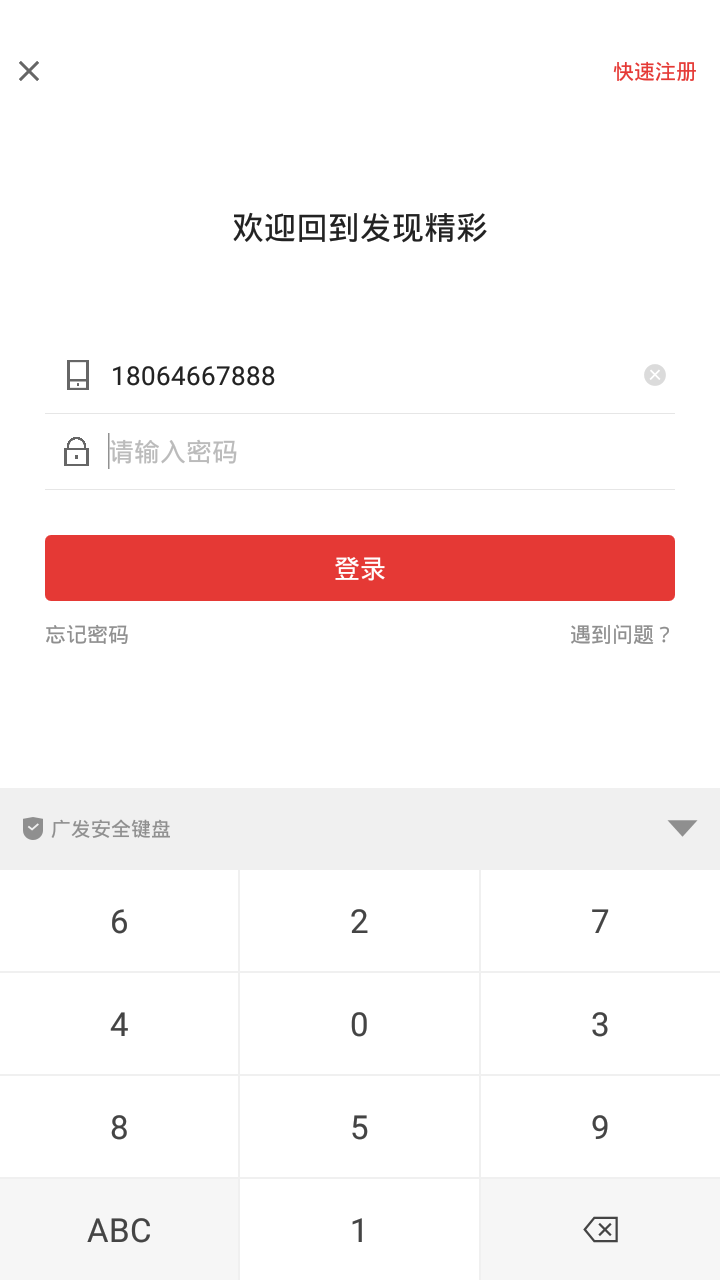 快速注册
欢迎回到发现精彩
18064667888
请输入密码
登录
忘记密码 遇到问题？
广发安全键盘
6 2 7
4 0 3
8 5 9
ABC 1